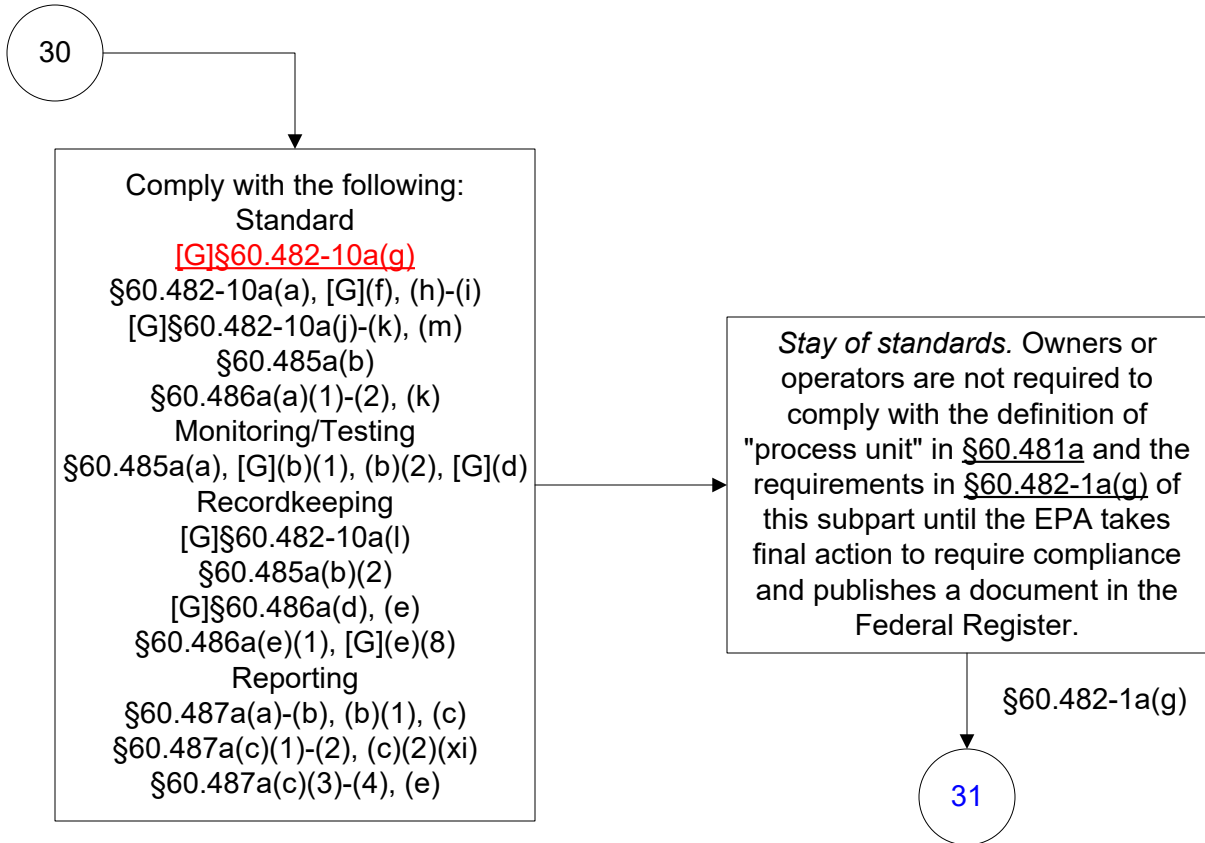 30
Comply with the following:
Standard
[G]§60.482-10a(g)
§60.482-10a(a), [G](f), (h)-(i)
[G]§60.482-10a(j)-(k), (m)
§60.485a(b)
§60.486a(a)(1)-(2), (k)
Monitoring/Testing
§60.485a(a), [G](b)(1), (b)(2), [G](d)
Recordkeeping
[G]§60.482-10a(l)
§60.485a(b)(2)
[G]§60.486a(d), (e)
§60.486a(e)(1), [G](e)(8)
Reporting
§60.487a(a)-(b), (b)(1), (c)
§60.487a(c)(1)-(2), (c)(2)(xi)
§60.487a(c)(3)-(4), (e)
Stay of standards. Owners or
operators are not required to
comply with the definition of
"process unit" in §60.481a and the
requirements in §60.482-1a(g) of
this subpart until the EPA takes
final action to require compliance
and publishes a document in the
Federal Register.
§60.482-1a(g)
31